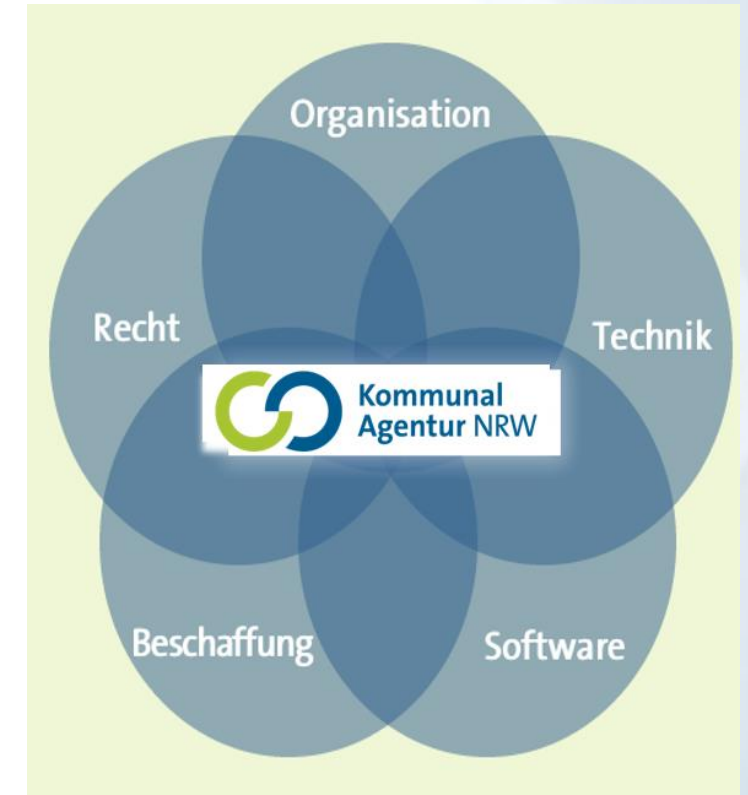 Organisation
Recht
Technik
Kommunal
Agentur NRW
Beschaffung
Software